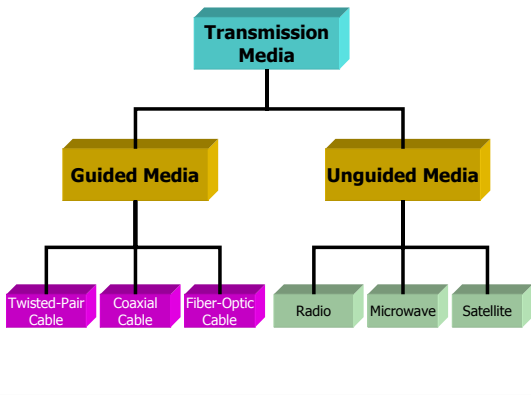 Transmission
Media
Guided Media
Unguided Media
Twisted-Pair
Cable
Coaxial
Cable
Fiber-Optic
Cable
Radio
Microwave
Satellite